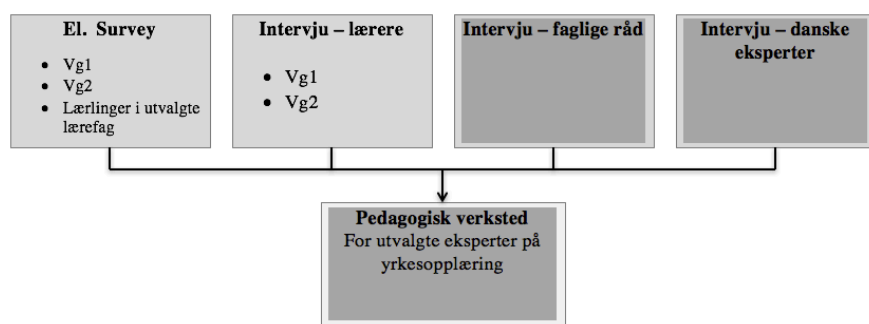 El. Survey
• Vg1
• Vg2
• Lærlinger i utvalgte
lærefag
Intervju – lærere
• Vg1
• Vg2
Intervju – faglige råd
Intervju – danske
eksperter
Pedagogisk verksted
For utvalgte eksperter på
yrkesopplæring